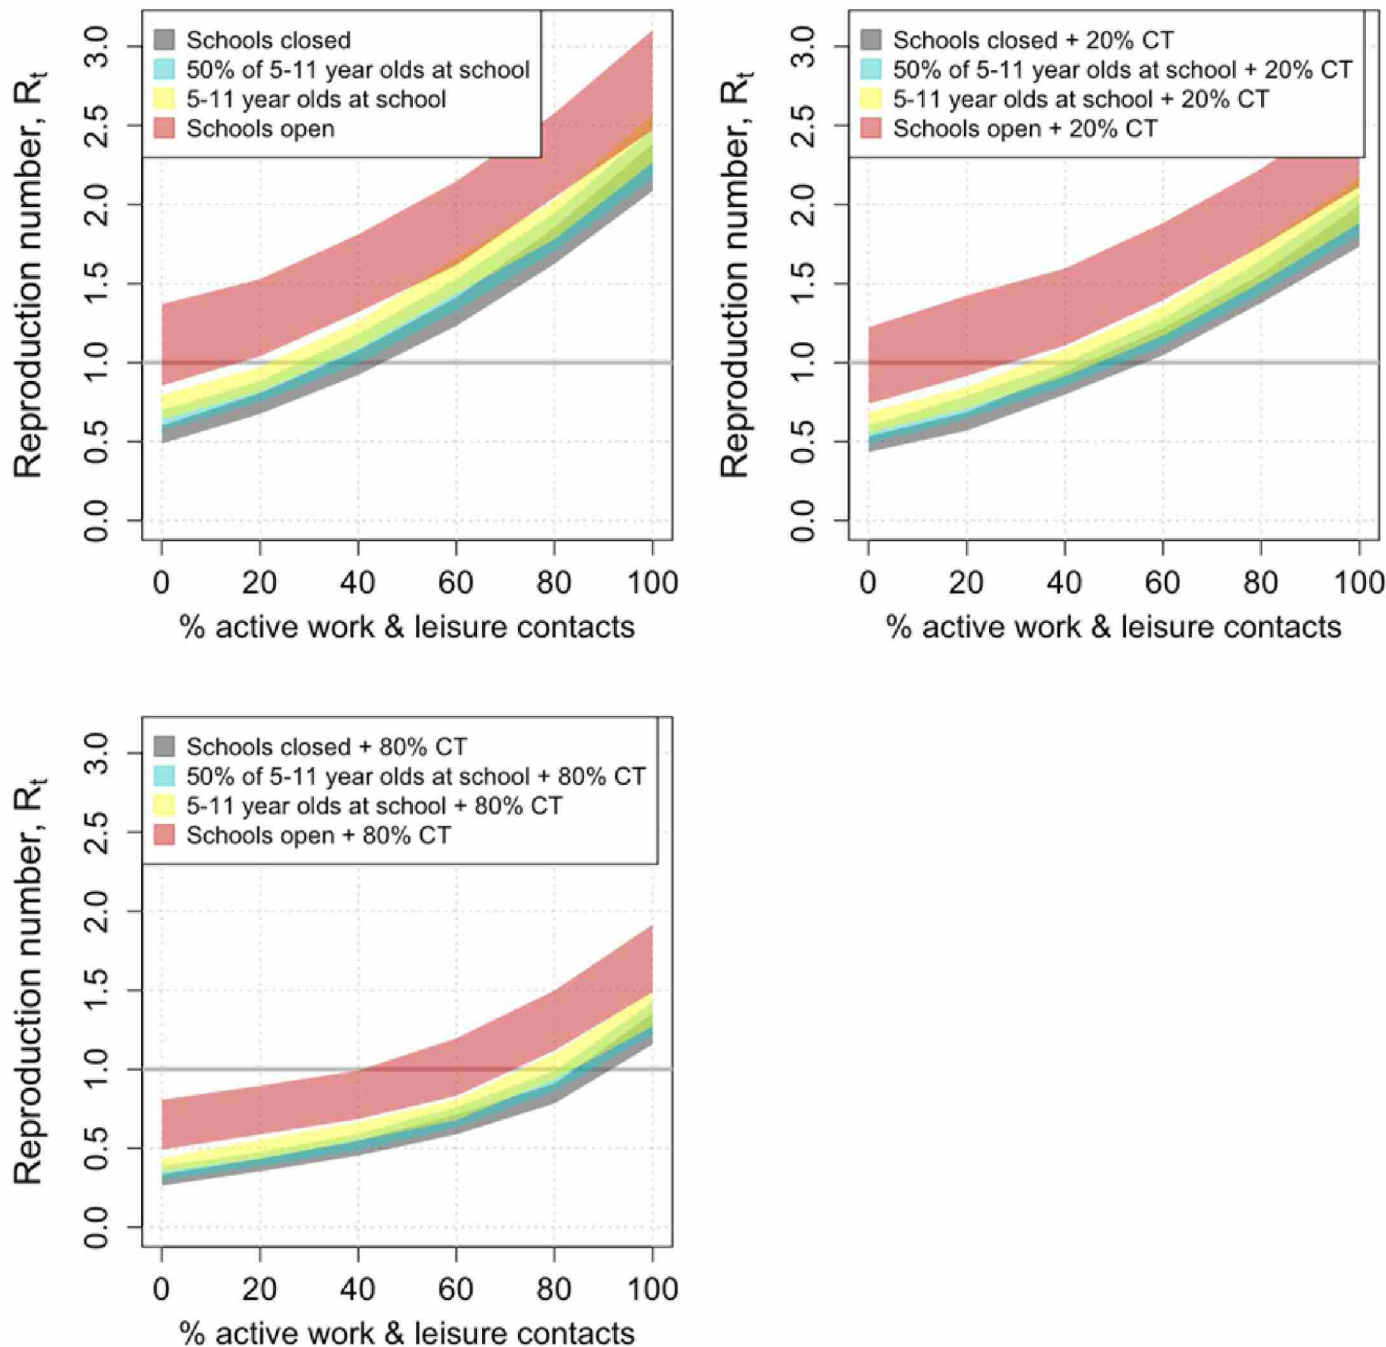 Schools closed
50% of 5-11 year olds at school
5-11 year olds at school
Schools open
Reproduction number, Rt
3.0
2.5
2.0
1.5
1.0
0.5
0.0
0 20 40 60 80 100
% active work & leisure contacts
Schools closed + 20% CT
50% of 5-11 year olds at school + 20% CT
5-11 year olds at school + 20% CT
Schools open + 20% CT
Reproduction number, Rt
3.0
2.5
2.0
1.5
1.0
0.5
0.0
0 20 40 60 80 100
% active work & leisure contacts
Schools closed + 80% CT
50% of 5-11 year olds at school + 80% CT
5-11 year olds at school + 80% CT
Schools open + 80% CT
Reproduction number, Rt
3.0
2.5
2.0
1.5
1.0
0.5
0.0
0 20 40 60 80 100
% active work & leisure contacts